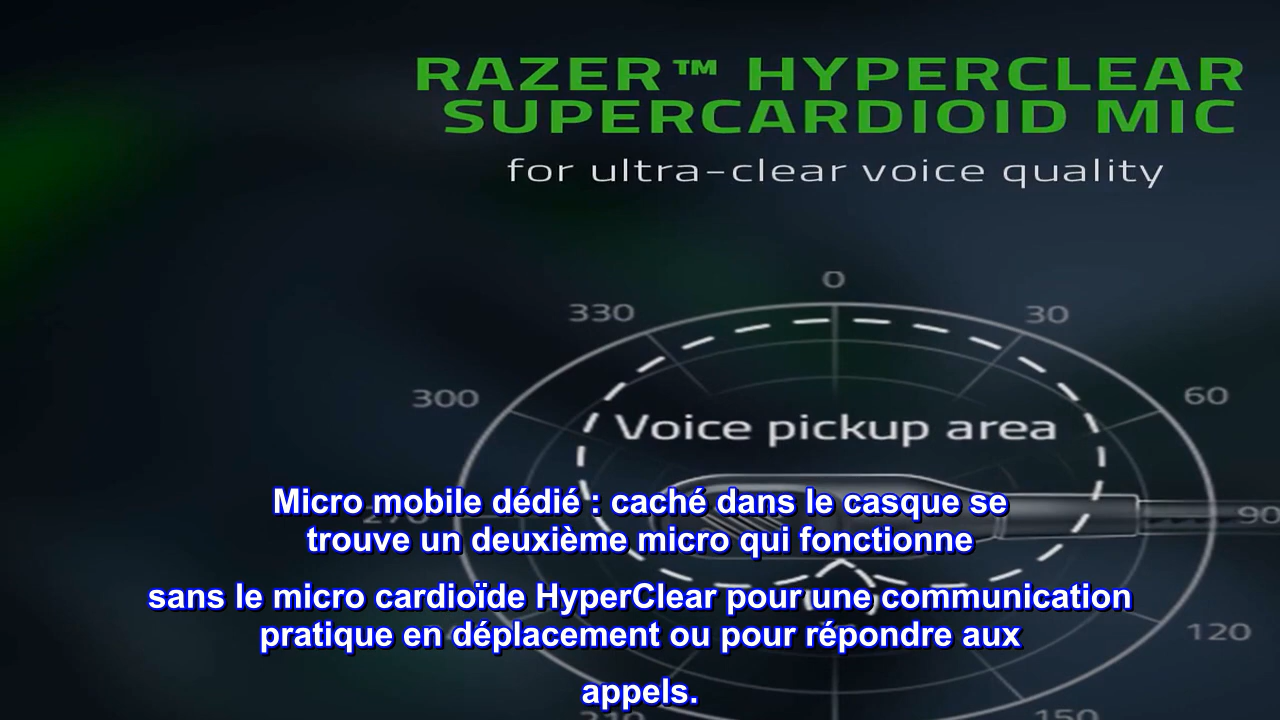 RAZER™ HYPERCLEAR
SUPERCARDIOID MIC
for ultra-clear voice quality
0
330
30
300
60
Voice pickup area
Micro mobile dédié : caché dans le casque se
270
90
trouve un deuxième micro qui fonctionne
sans le micro cardioïde HyperClear pour une communication
pratique en déplacement ou pour répondre aux
120
appels.
210
150